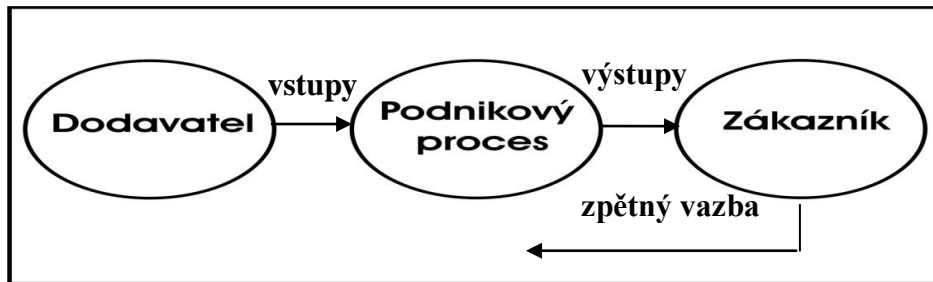 vstupy
výstupy
Dodavatel
Podnikový
proces
Zákazník
zpětný vazba